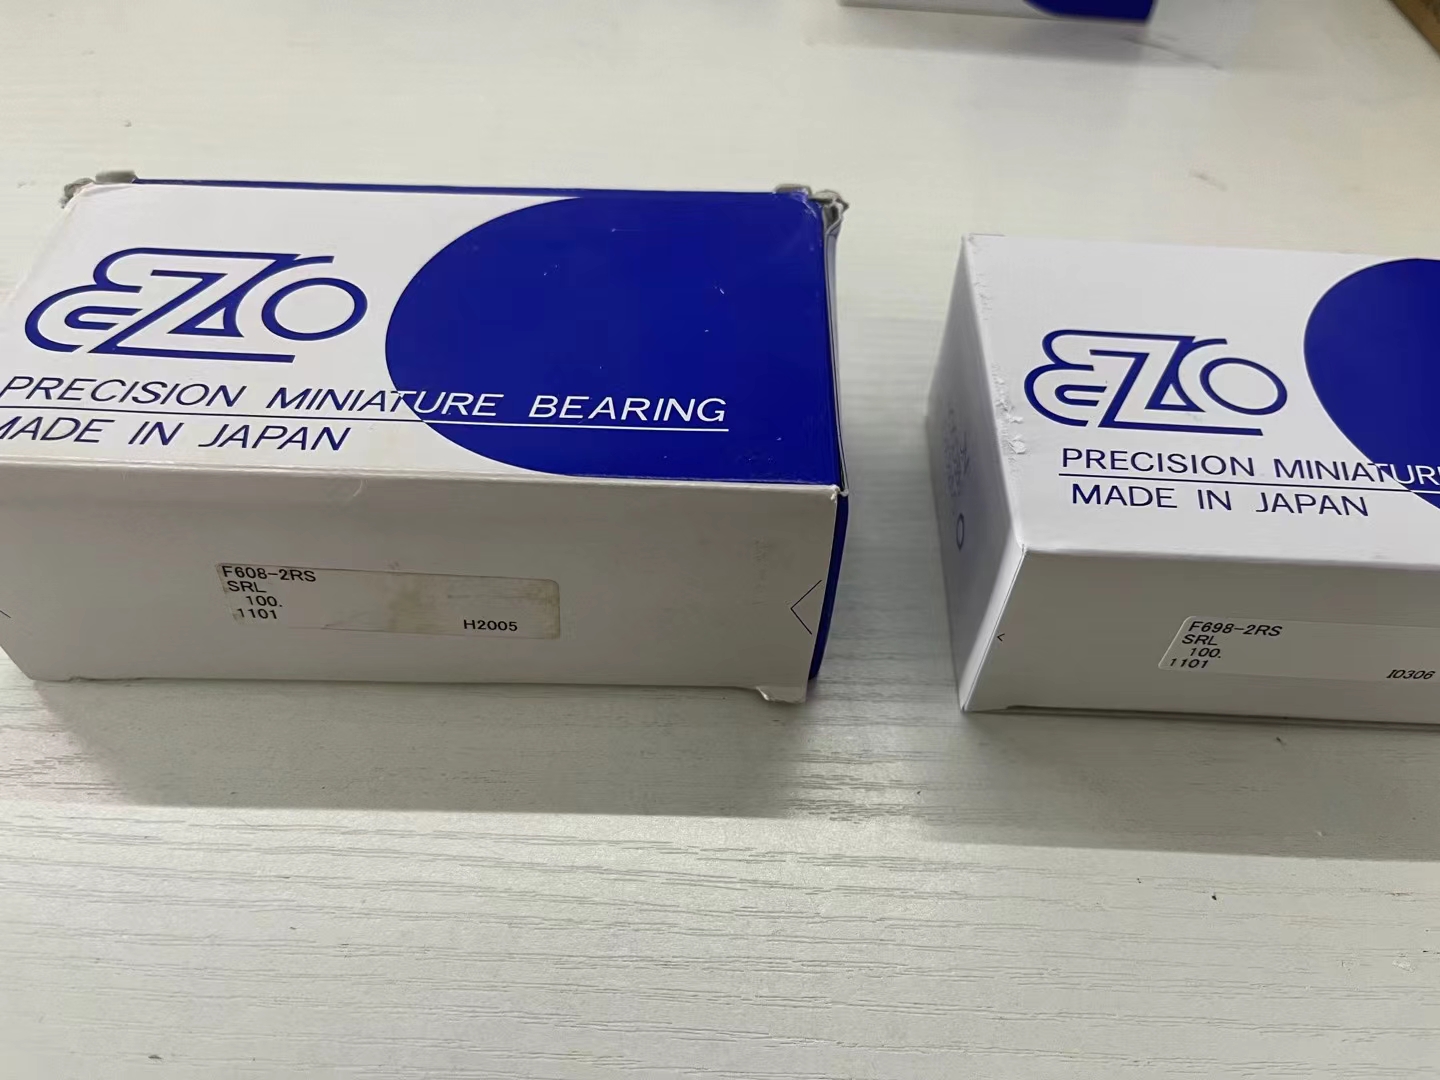 EZO
PRECISION MINIATURE BEARING
MADE IN JAPAN
F608-2RS
SRL
100.
1101
H2005
EZO
PRECISION MINIATUR
MADE IN JAPAN
F698-2RS
SRL
100.
1101
I0306